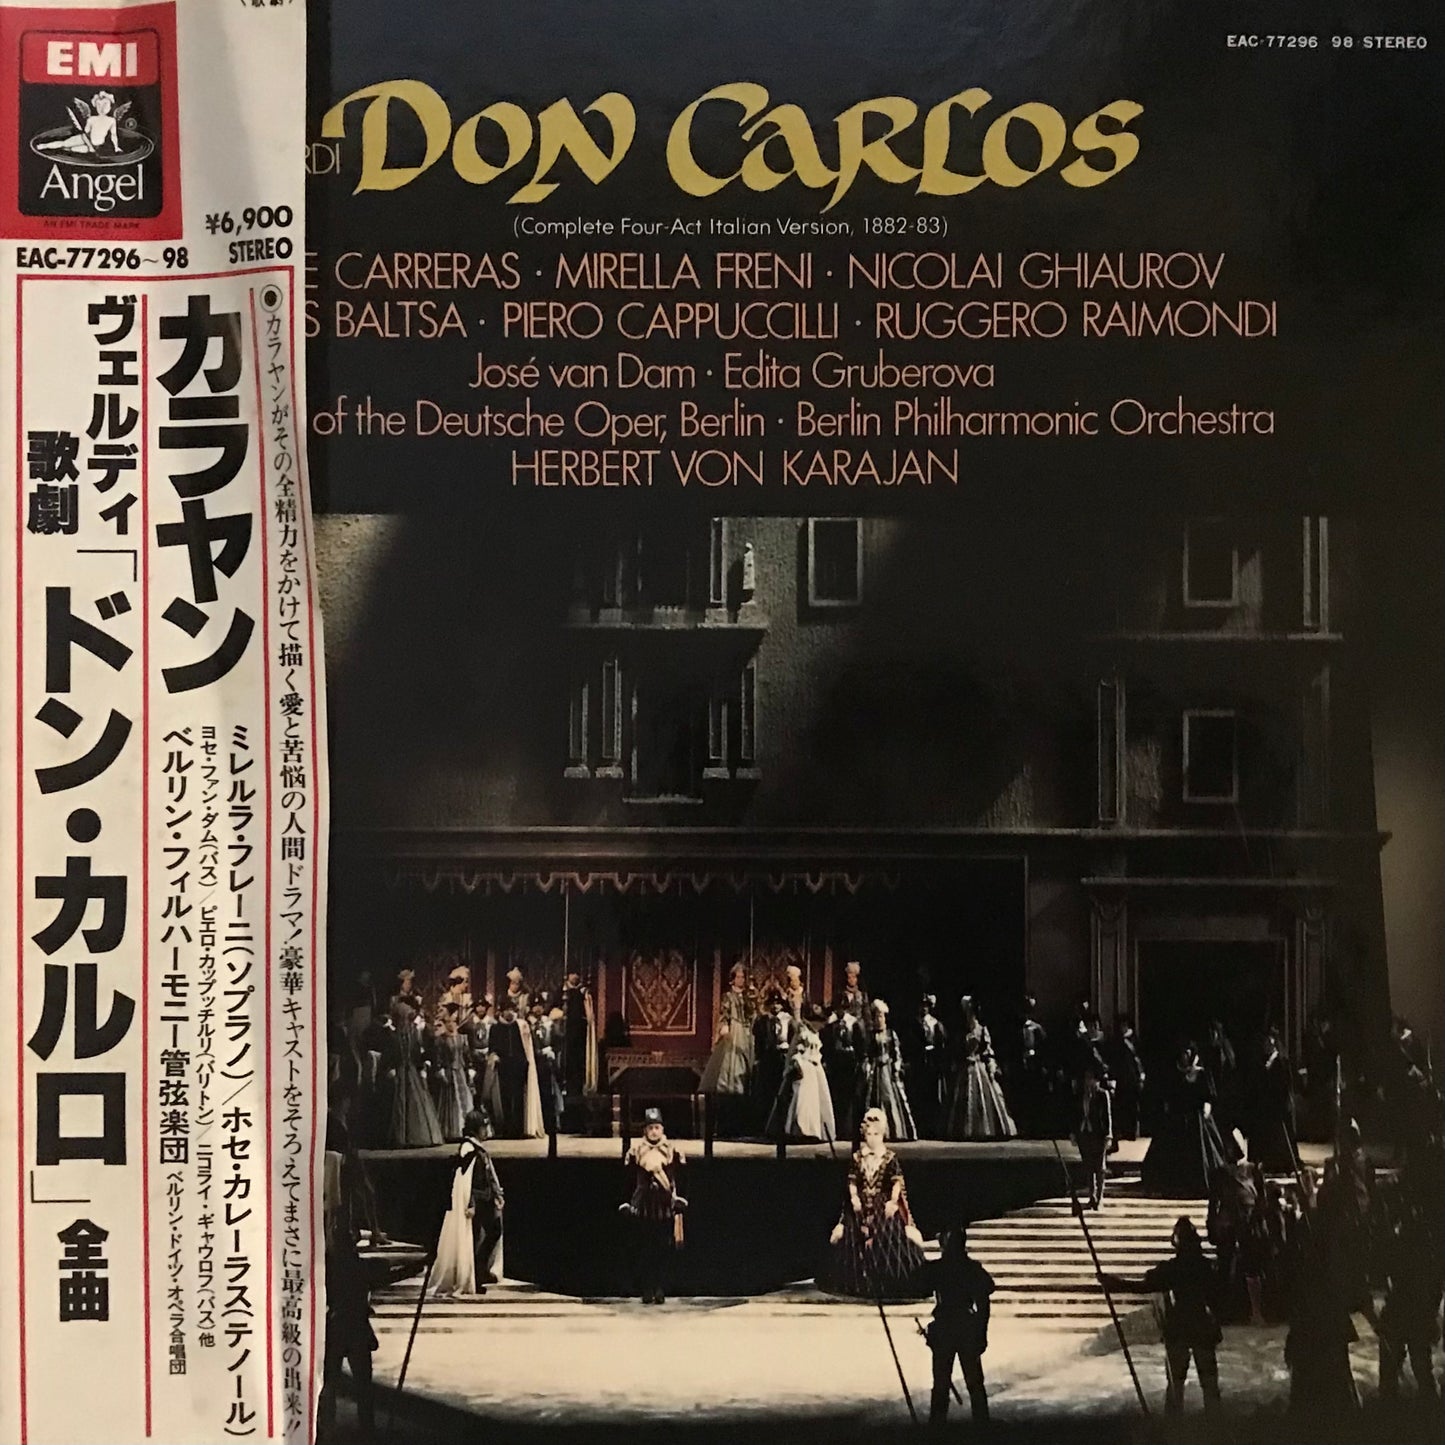 EMI
Angel
AN EMI TRADE MARK
¥6,900
STEREO
EAC-77296~98
◉カラヤンがその全精力をかけて描く愛と苦悩の人間ドラマ!豪華キャストをそろえてまさに最高級の出来!!
カラヤン
ヴェルディ
歌劇
「ドン・カルロ」全曲
ミレルラ・フレーニ(ソプラノ)/ホセ・カレーラス(テノール)
ヨセ・ファン・ダム(バス)/ピエロ・カップッチルリ(バリトン)/ニコライ・ギャウロフ(バス)他
ベルリン・フィルハーモニー管弦楽団 ベルリン・ドイツ・オペラ合唱団
EAC-77296 98 STEREO
RDI DON CARLOS
(Complete Four-Act Italian Version, 1882-83)
E CARRERAS · MIRELLA FRENI · NICOLAI GHIAUROV
S BALTSA · PIERO CAPPUCCILLI · RUGGERO RAIMONDI
José van Dam · Edita Gruberova
of the Deutsche Oper, Berlin · Berlin Philharmonic Orchestra
HERBERT VON KARAJAN